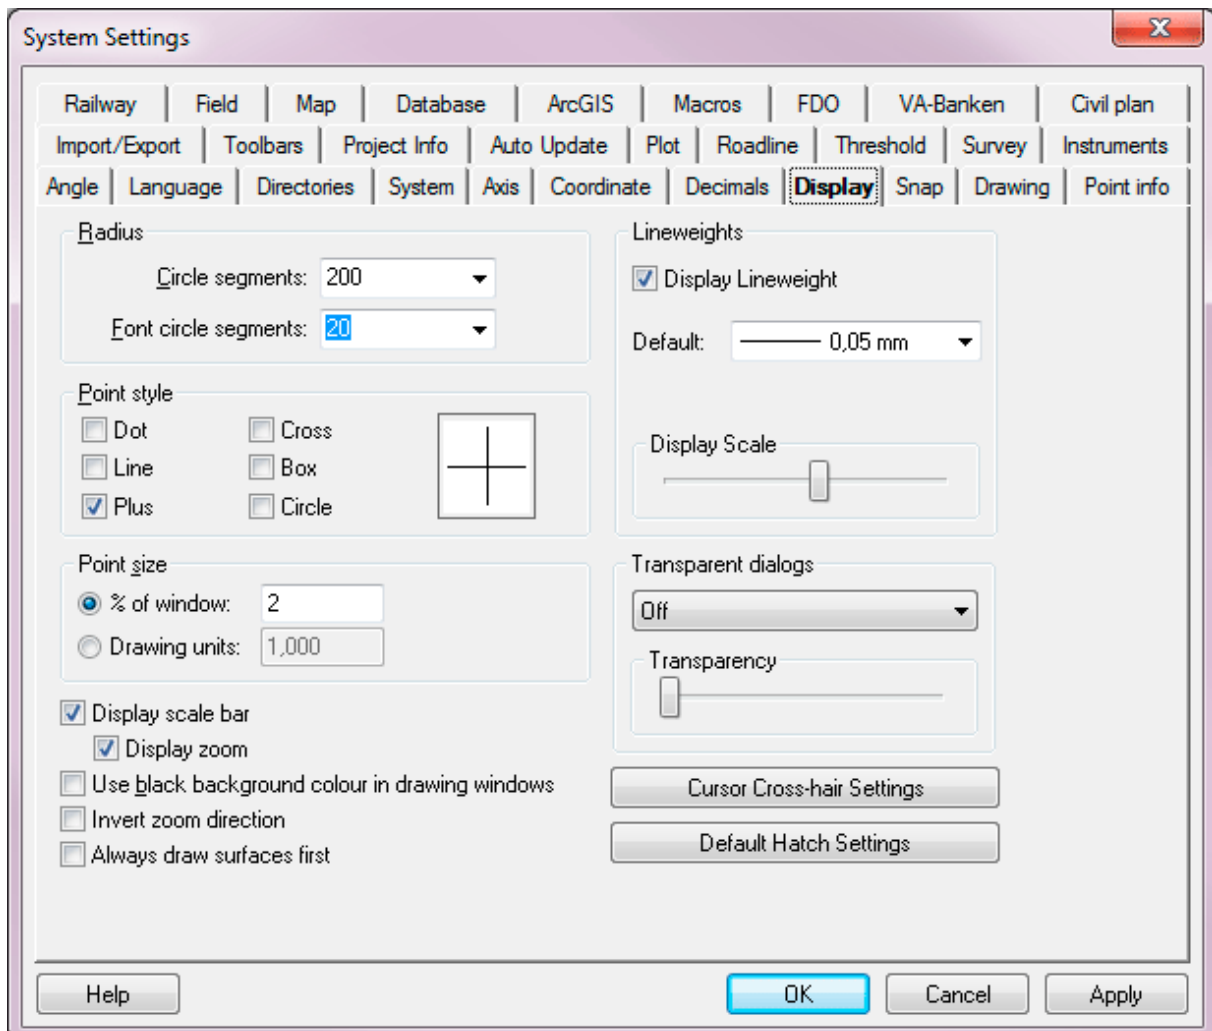 System Settings
Railway Field Map Database ArcGIS Macros FDO VA-Banken Civil plan
Import/Export Toolbars Project Info Auto Update Plot Roadline Threshold Survey Instruments
Angle Language Directories System Axis Coordinate Decimals Display Snap Drawing Point info
Radius
Circle segments: 200
Font circle segments: 20
Point style
Dot Cross
Line Box
Plus Circle
Point size
% of window: 2
Drawing units: 1,000
Display scale bar
Display zoom
Use black background colour in drawing windows
Invert zoom direction
Always draw surfaces first
Lineweights
Display Lineweight
Default: 0,05 mm
Display Scale
Transparent dialogs
Off
Transparency
Cursor Cross-hair Settings
Default Hatch Settings
Help OK Cancel Apply